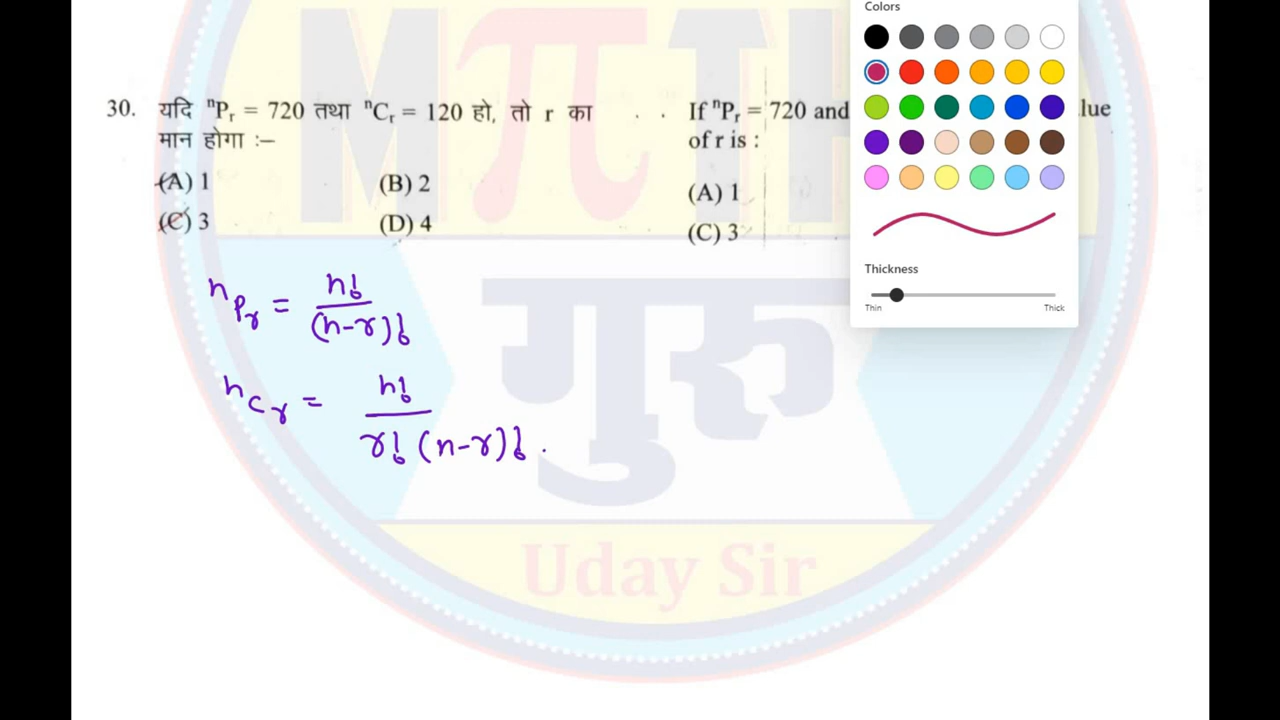 Colors
30. यदि ⁿPᵣ = 720 तथा ⁿCᵣ = 120 हो, तो r का
मान होगा :–
(A) 1 (B) 2
(C) 3 (D) 4
If ⁿPᵣ = 720 and lue
of r is :
(A) 1
(C) 3
Thickness
Thin Thick
ⁿPᵣ = n! / (n-r)!
ⁿCᵣ = n! / r! (n-r)! .
MπTH
गुरु
Uday Sir